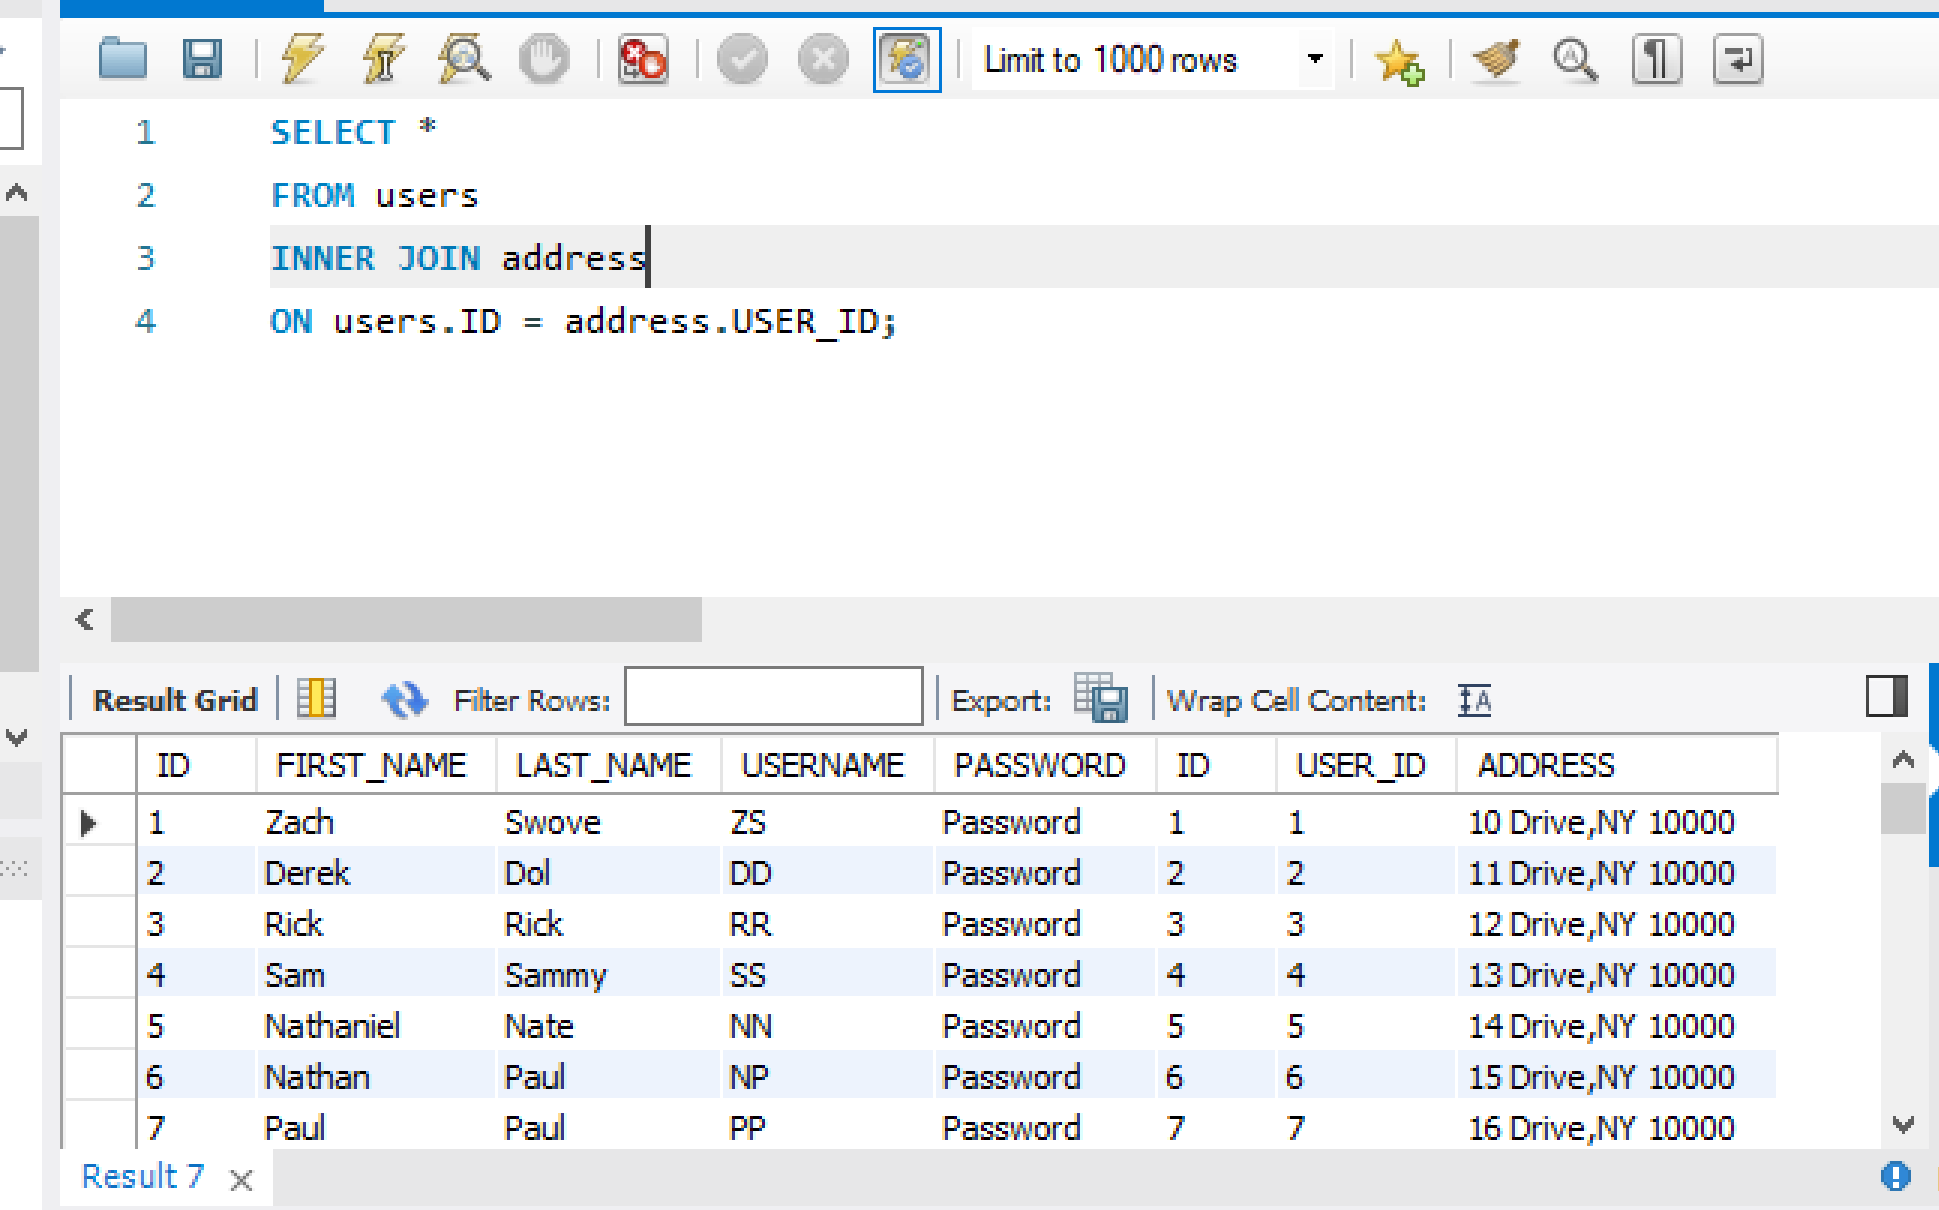 Limit to 1000 rows
1 SELECT *
2 FROM users
3 INNER JOIN address
4 ON users.ID = address.USER_ID;
Result Grid Filter Rows: Export: Wrap Cell Content:
ID FIRST_NAME LAST_NAME USERNAME PASSWORD ID USER_ID ADDRESS
1 Zach Swove ZS Password 1 1 10 Drive,NY 10000
2 Derek Dol DD Password 2 2 11 Drive,NY 10000
3 Rick Rick RR Password 3 3 12 Drive,NY 10000
4 Sam Sammy SS Password 4 4 13 Drive,NY 10000
5 Nathaniel Nate NN Password 5 5 14 Drive,NY 10000
6 Nathan Paul NP Password 6 6 15 Drive,NY 10000
7 Paul Paul PP Password 7 7 16 Drive,NY 10000
Result 7